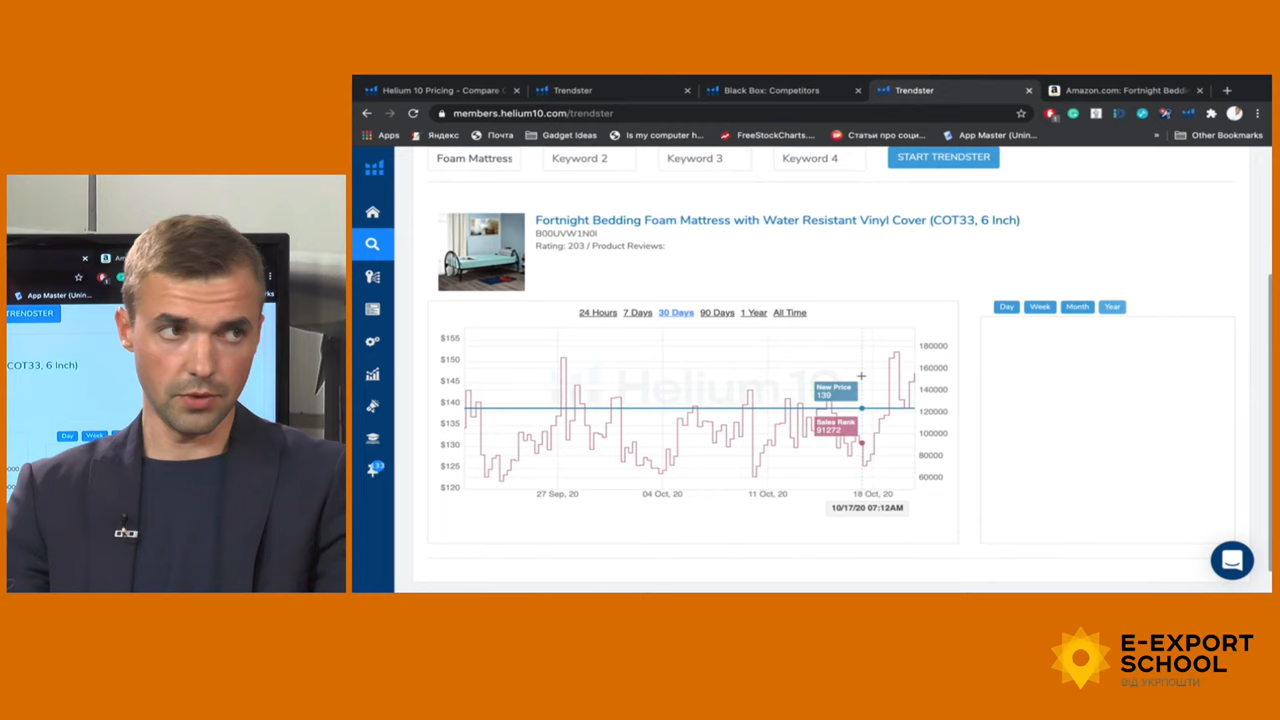 Helium 10 Pricing - Compare
Trendster
Black Box: Competitors
Trendster
Amazon.com: Fortnight Beddi
members.helium10.com/trendster
Apps
Яндекс
Почта
Gadget Ideas
Is my computer h...
FreeStockCharts....
Статьи про соци...
App Master (Unin...
»
Other Bookmarks
Foam Mattress
Keyword 2
Keyword 3
Keyword 4
START TRENDSTER
Fortnight Bedding Foam Mattress with Water Resistant Vinyl Cover (COT33, 6 Inch)
B00UVW1N0I
Rating: 203 / Product Reviews:
24 Hours 7 Days 30 Days 90 Days 1 Year All Time
Day Week Month Year
$155
$150
$145
$140
$135
$130
$125
$120
180000
160000
140000
120000
100000
80000
60000
Helium 10
New Price
139
Sales Rank
91272
27 Sep, 20
04 Oct, 20
11 Oct, 20
18 Oct, 20
10/17/20 07:12AM
33
App Master (Unin...
TRENDSTER
COT33, 6 Inch)
Day Week
E-EXPORT
SCHOOL
ВІД УКРПОШТИ